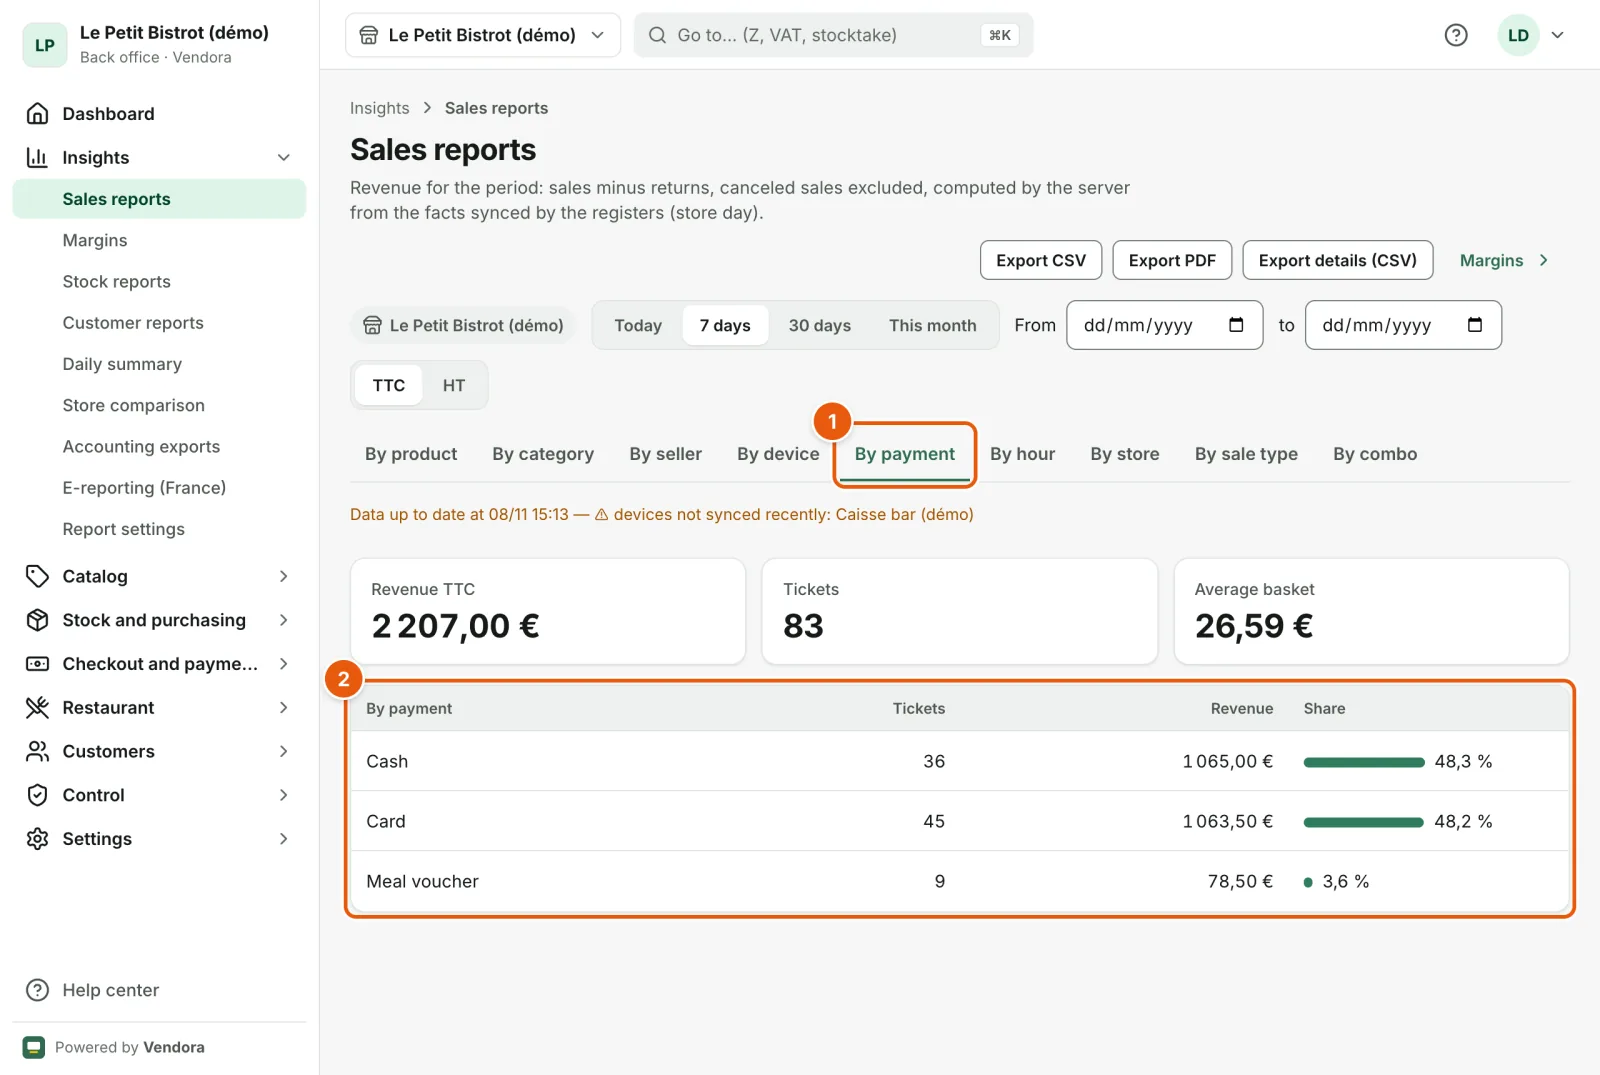 LP
Le Petit Bistrot (démo)
Back office · Vendora
Dashboard
Insights
Sales reports
Margins
Stock reports
Customer reports
Daily summary
Store comparison
Accounting exports
E-reporting (France)
Report settings
Catalog
Stock and purchasing
Checkout and payme...
Restaurant
Customers
Control
Settings
Help center
Powered by Vendora
Le Petit Bistrot (démo)
Go to... (Z, VAT, stocktake)
⌘K
LD
Insights > Sales reports
Sales reports
Revenue for the period: sales minus returns, canceled sales excluded, computed by the server
from the facts synced by the registers (store day).
Export CSV
Export PDF
Export details (CSV)
Margins
Le Petit Bistrot (démo)
Today
7 days
30 days
This month
From
dd/mm/yyyy
to
dd/mm/yyyy
TTC
HT
1
By product
By category
By seller
By device
By payment
By hour
By store
By sale type
By combo
Data up to date at 08/11 15:13 — ⚠ devices not synced recently: Caisse bar (démo)
Revenue TTC
2 207,00 €
Tickets
83
Average basket
26,59 €
2
By payment Tickets Revenue Share
Cash 36 1 065,00 € 48,3 %
Card 45 1 063,50 € 48,2 %
Meal voucher 9 78,50 € 3,6 %